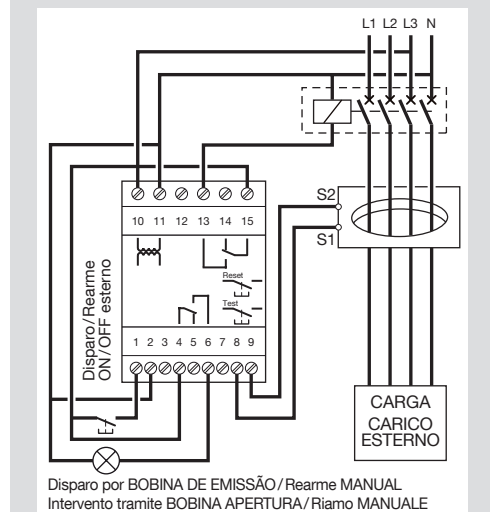 L1 L2 L3 N
S2
S1
10 11 12 13 14 15
Reset
Test
Disparo/Rearme
ON/OFF esterno
1 2 3 4 5 6 7 8 9
CARGA
CARICO
ESTERNO
Disparo por BOBINA DE EMISSÃO/Rearme MANUAL
Intervento tramite BOBINA APERTURA/Riamo MANUALE